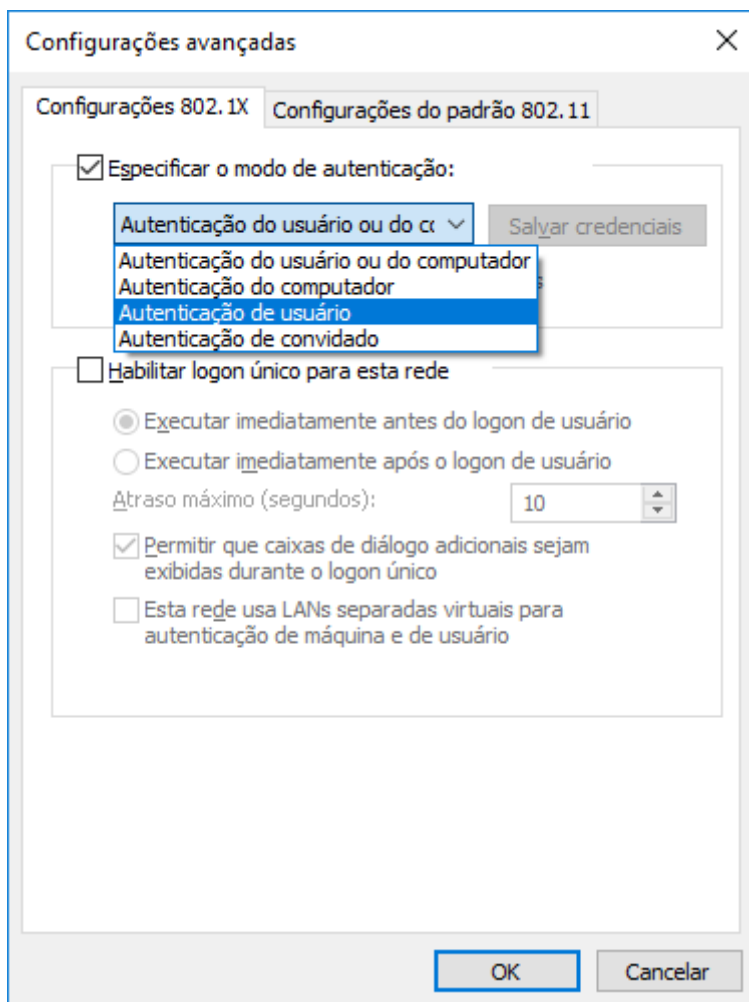 Configurações avançadas
Configurações 802.1X
Configurações do padrão 802.11
Especificar o modo de autenticação:
Autenticação do usuário ou do cc
Salvar credenciais
Autenticação do usuário ou do computador
Autenticação do computador
Autenticação de usuário
Autenticação de convidado
Habilitar logon único para esta rede
Executar imediatamente antes do logon de usuário
Executar imediatamente após o logon de usuário
Atraso máximo (segundos):
10
Permitir que caixas de diálogo adicionais sejam
exibidas durante o logon único
Esta rede usa LANs separadas virtuais para
autenticação de máquina e de usuário
OK
Cancelar